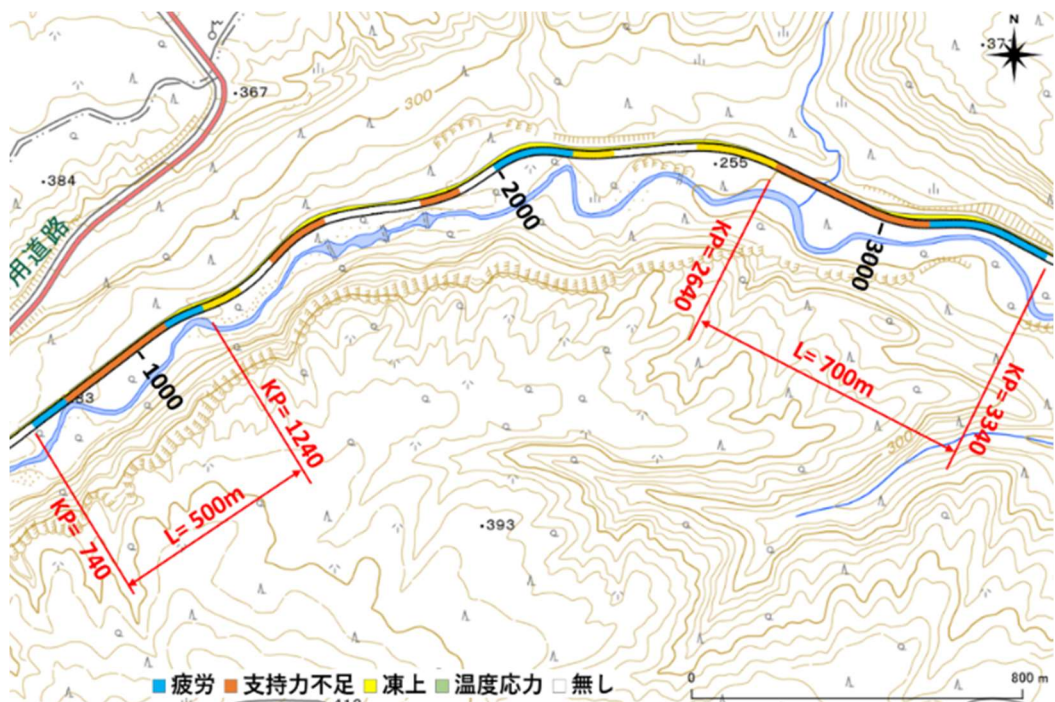 N
・373
・367
300
・384
用道路
・255
-2000
-3000
KP= 2640
L= 700m
KP= 3340
-1000
KP= 1240
L= 500m
KP= 740
300
・393
疲労 支持力不足 凍上 温度応力 無し
0 800 m